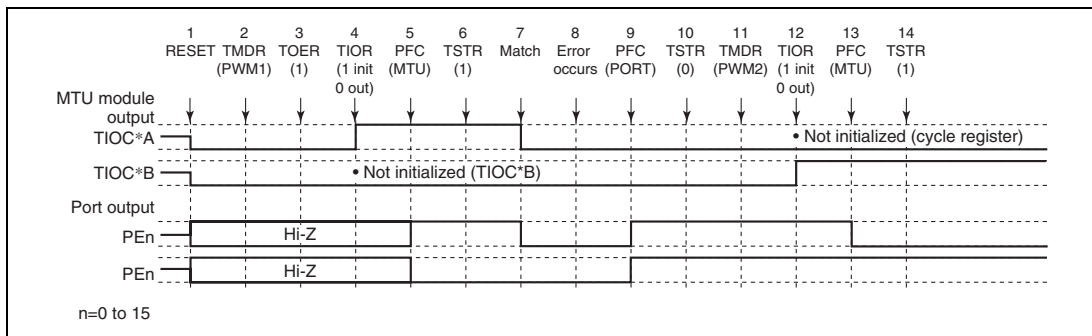 1 2 3 4 5 6 7 8 9 10 11 12 13 14
RESET TMDR TOER TIOR PFC TSTR Match Error PFC TSTR TMDR TIOR PFC TSTR
(PWM1) (1) (1 init (MTU) (1) occurs (PORT) (0) (PWM2) (1 init (MTU) (1)
0 out) 0 out)
MTU module
output
TIOC*A • Not initialized (cycle register)
TIOC*B • Not initialized (TIOC*B)
Port output
PEn Hi-Z
PEn Hi-Z
n=0 to 15